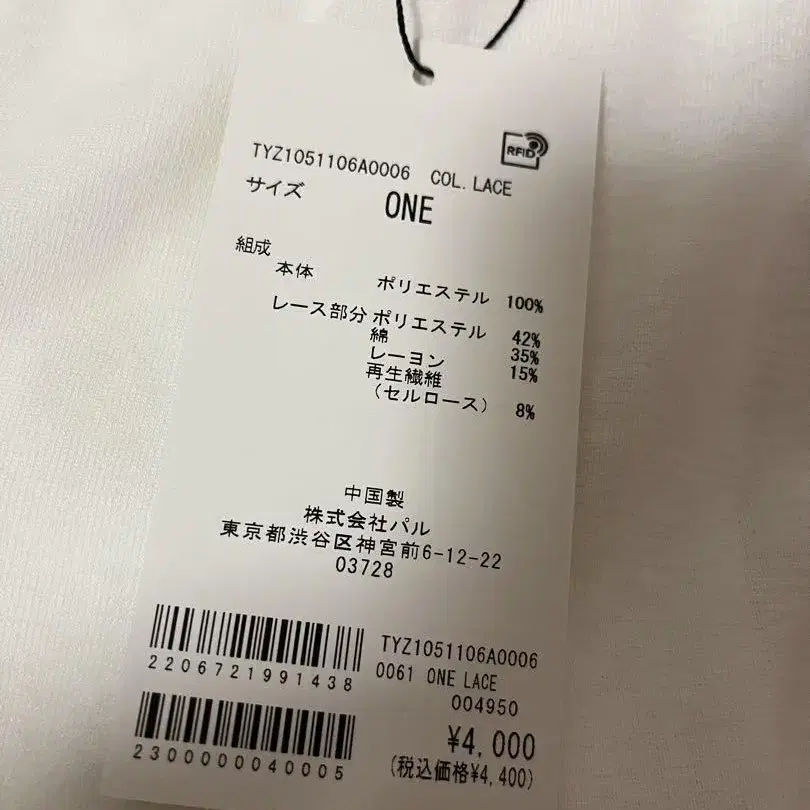 RFID
TYZ1051106A0006 COL. LACE
サイズ ONE
組成
本体 ポリエステル 100%
レース部分 ポリエステル 42%
綿 35%
レーヨン 15%
再生繊維
(セルロース) 8%
中国製
株式会社パル
東京都渋谷区神宮前6-12-22
03728
TYZ1051106A0006
2206721991438 0061 ONE LACE
004950
¥4,000
2300000040005 (税込価格¥4,400)